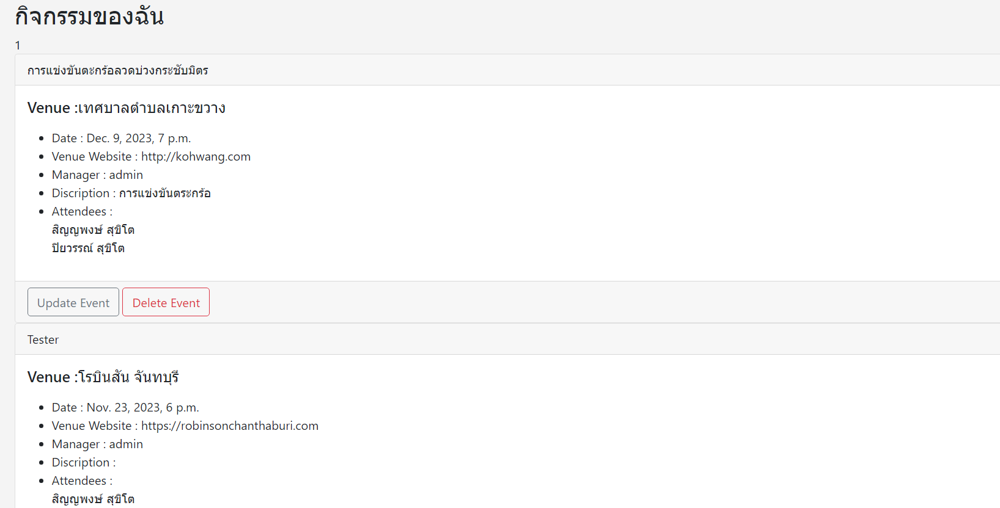 กิจกรรมของฉัน
1
การแข่งขันตะกร้อลวดบ่วงกระชับมิตร
Venue :เทศบาลตำบลเกาะขวาง
Date : Dec. 9, 2023, 7 p.m.
Venue Website : http://kohwang.com
Manager : admin
Discription : การแข่งขันตระกร้อ
Attendees :
สิญญพงษ์ สุขิโต
ปิยวรรณ์ สุขิโต
Update Event Delete Event
Tester
Venue :โรบินสัน จันทบุรี
Date : Nov. 23, 2023, 6 p.m.
Venue Website : https://robinsonchanthaburi.com
Manager : admin
Discription :
Attendees :
สิญญพงษ์ สุขิโต